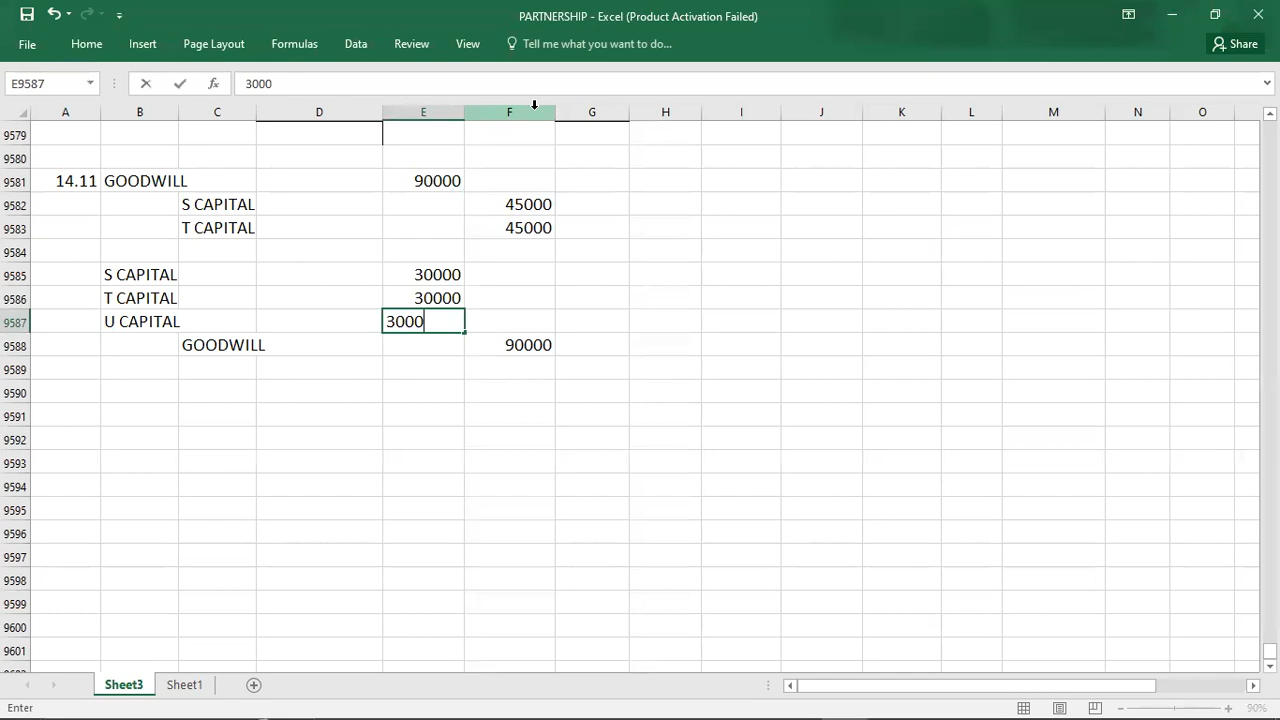 PARTNERSHIP - Excel (Product Activation Failed)
File Home Insert Page Layout Formulas Data Review View Tell me what you want to do... Share
E9587 fx 3000
A B C D E F G H I J K L M N O
9579
9580
9581 14.11 GOODWILL 90000
9582 S CAPITAL 45000
9583 T CAPITAL 45000
9584
9585 S CAPITAL 30000
9586 T CAPITAL 30000
9587 U CAPITAL 3000
9588 GOODWILL 90000
9589
9590
9591
9592
9593
9594
9595
9596
9597
9598
9599
9600
9601
Sheet3 Sheet1
Enter 90%